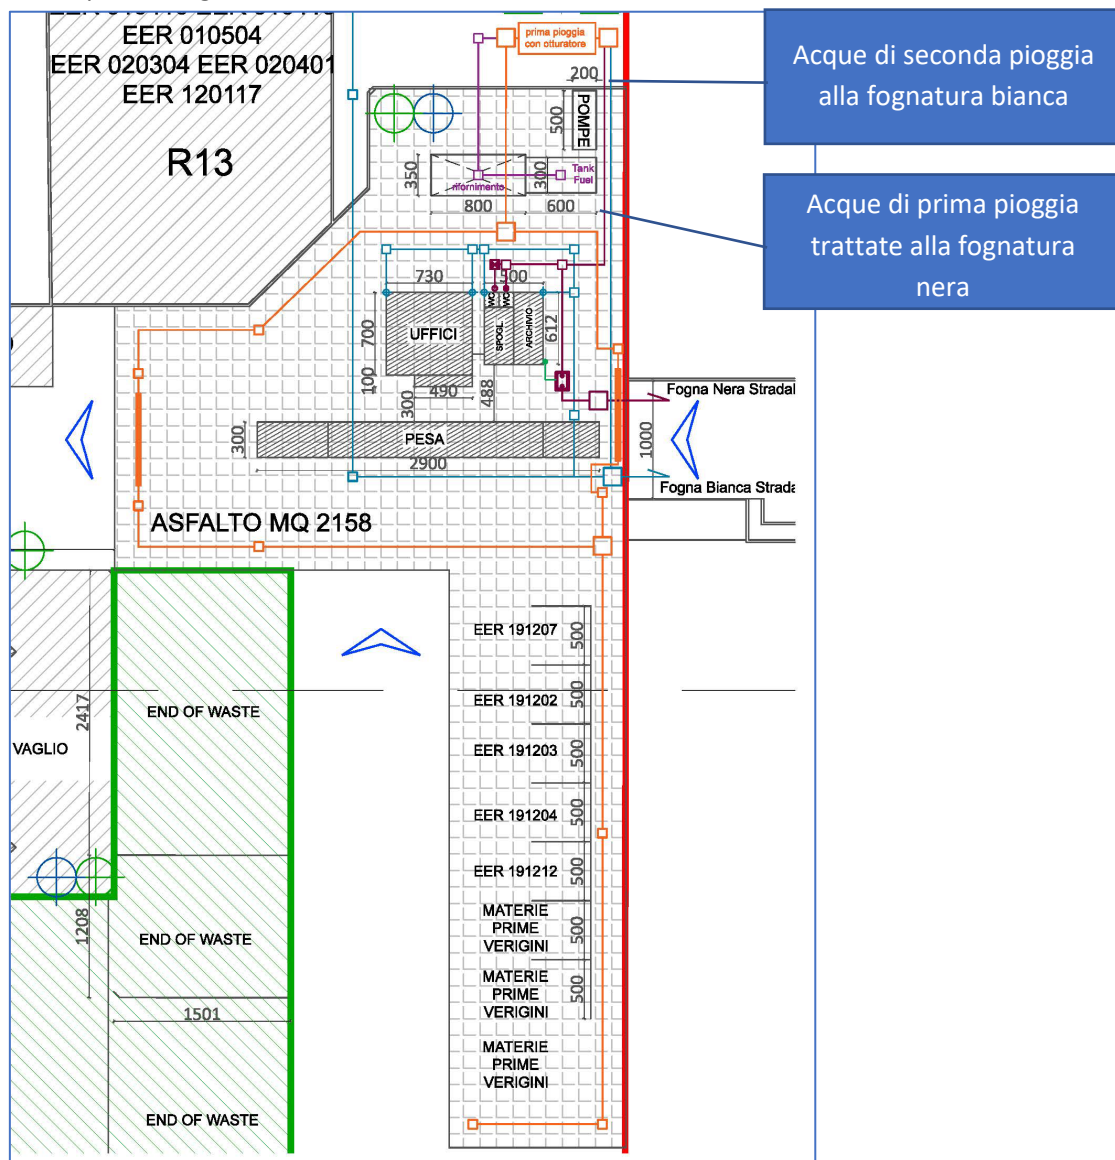 EER 010504
EER 020304 EER 020401
EER 120117
R13
prima pioggia
con otturatore
200
Acque di seconda pioggia
alla fognatura bianca
500
POMPE
350
rifornimento
300
Tank
Fuel
800
600
Acque di prima pioggia
trattate alla fognatura
nera
730
500
WC
WC
700
UFFICI
SPOGL.
ARCHIVIO
612
100
490
488
300
Fogna Nera Stradal
300
PESA
1000
2900
Fogna Bianca Strada
ASFALTO MQ 2158
EER 191207
500
2417
END OF WASTE
EER 191202
500
VAGLIO
EER 191203
500
EER 191204
500
EER 191212
500
1208
END OF WASTE
MATERIE
PRIME
VERIGINI
500
MATERIE
PRIME
VERIGINI
500
1501
MATERIE
PRIME
VERIGINI
END OF WASTE